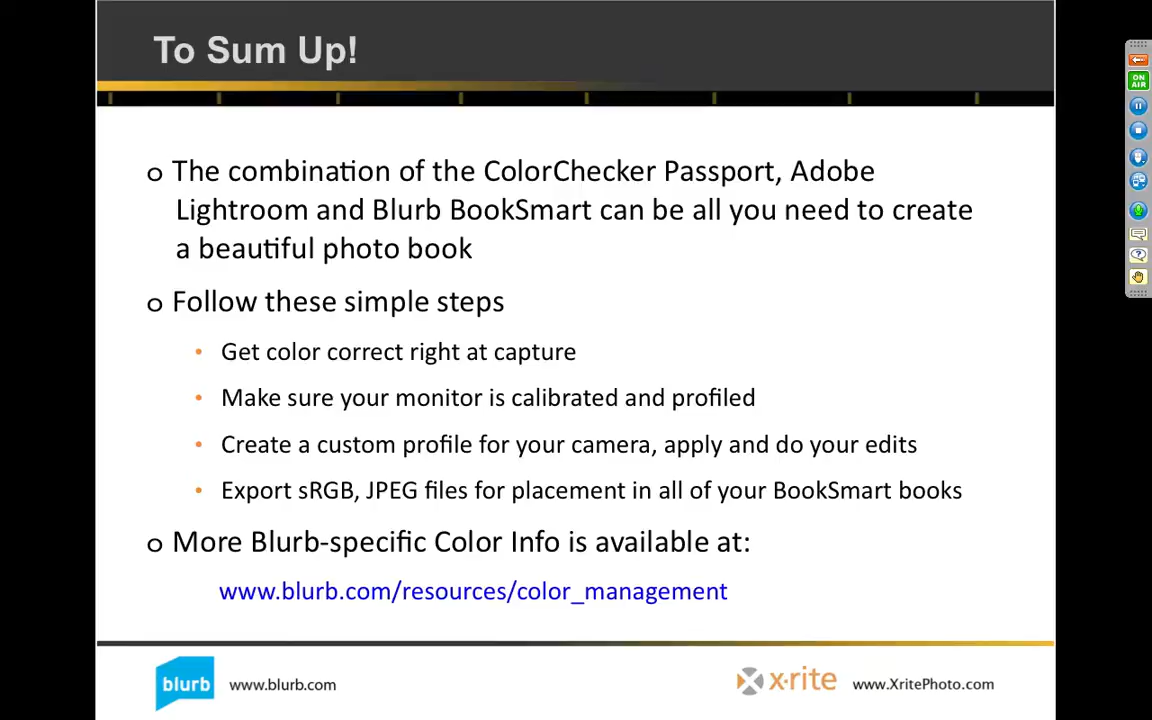 To Sum Up!
ON
AIR
o The combination of the ColorChecker Passport, Adobe
Lightroom and Blurb BookSmart can be all you need to create
a beautiful photo book
o Follow these simple steps
• Get color correct right at capture
• Make sure your monitor is calibrated and profiled
• Create a custom profile for your camera, apply and do your edits
• Export sRGB, JPEG files for placement in all of your BookSmart books
o More Blurb-specific Color Info is available at:
www.blurb.com/resources/color_management
blurb www.blurb.com
x·rite www.XritePhoto.com